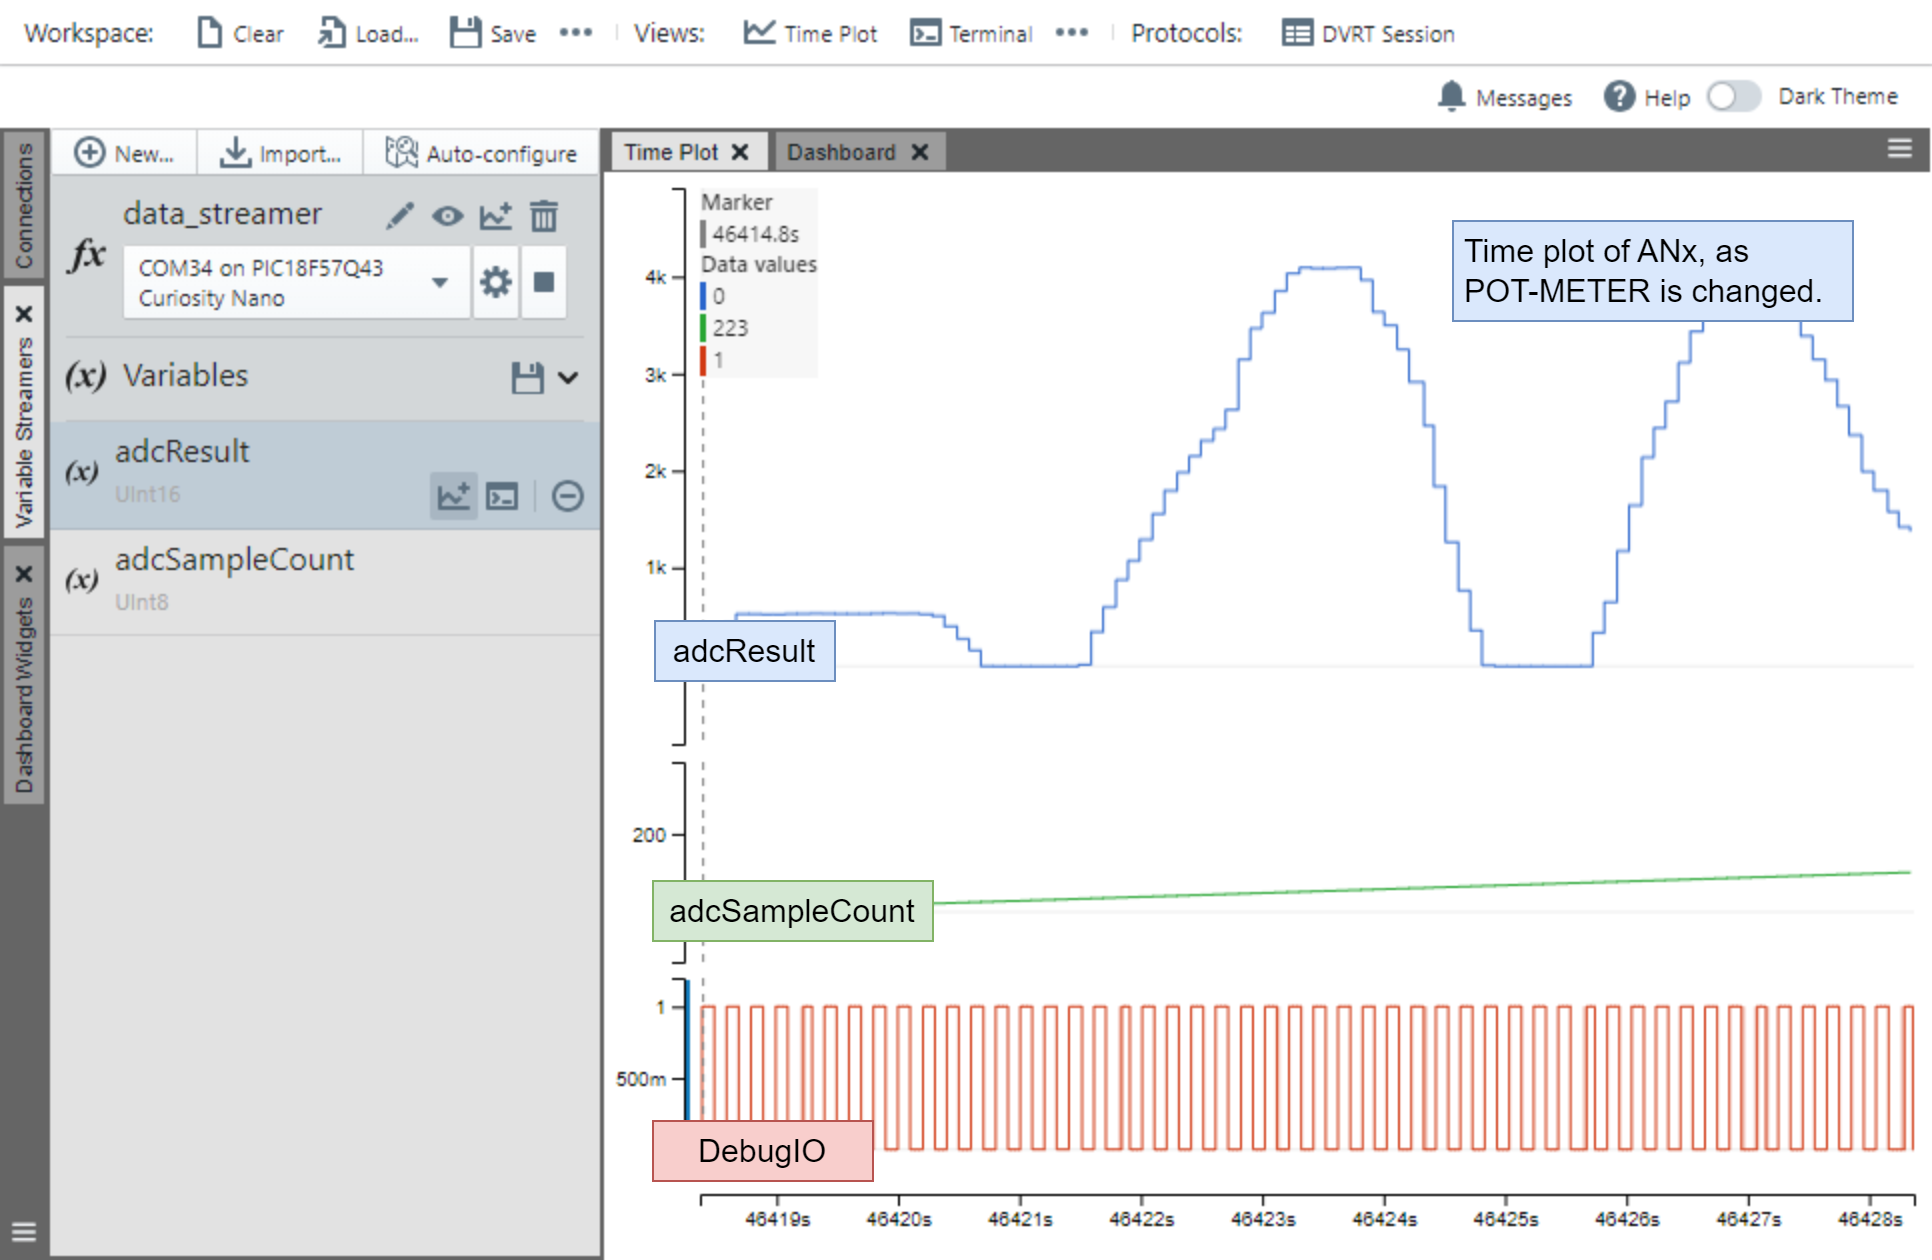 Workspace: Clear Load... Save ••• Views: Time Plot Terminal ••• Protocols: DVRT Session
Messages Help Dark Theme
Connections
Variable Streamers
Dashboard Widgets
New... Import... Auto-configure
fx data_streamer
COM34 on PIC18F57Q43
Curiosity Nano
(x) Variables
(x) adcResult
UInt16
(x) adcSampleCount
UInt8
Time Plot Dashboard
Marker
46414.8s
Data values
0
223
1
Time plot of ANx, as
POT-METER is changed.
4k
3k
2k
1k
adcResult
200
adcSampleCount
1
500m
DebugIO
46419s 46420s 46421s 46422s 46423s 46424s 46425s 46426s 46427s 46428s